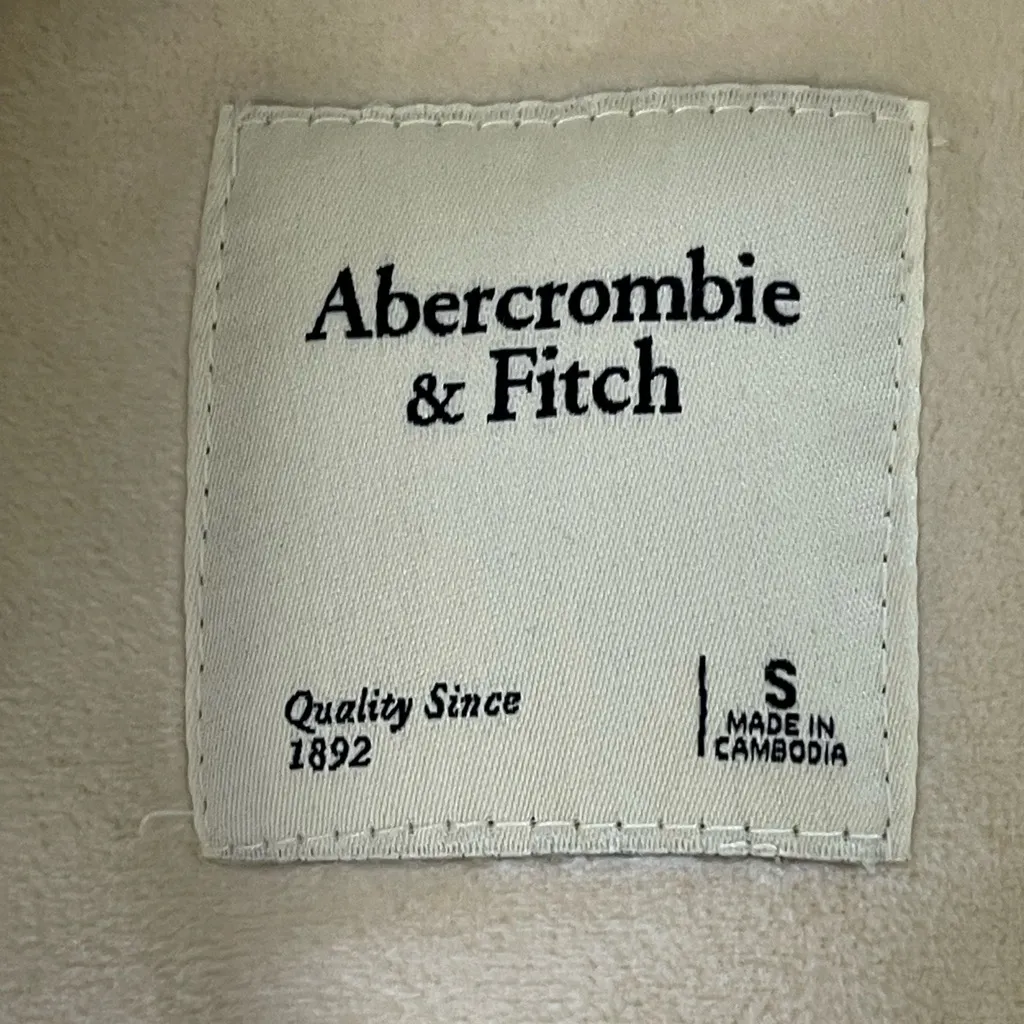 Abercrombie
& Fitch
Quality Since
1892
S
MADE IN
CAMBODIA